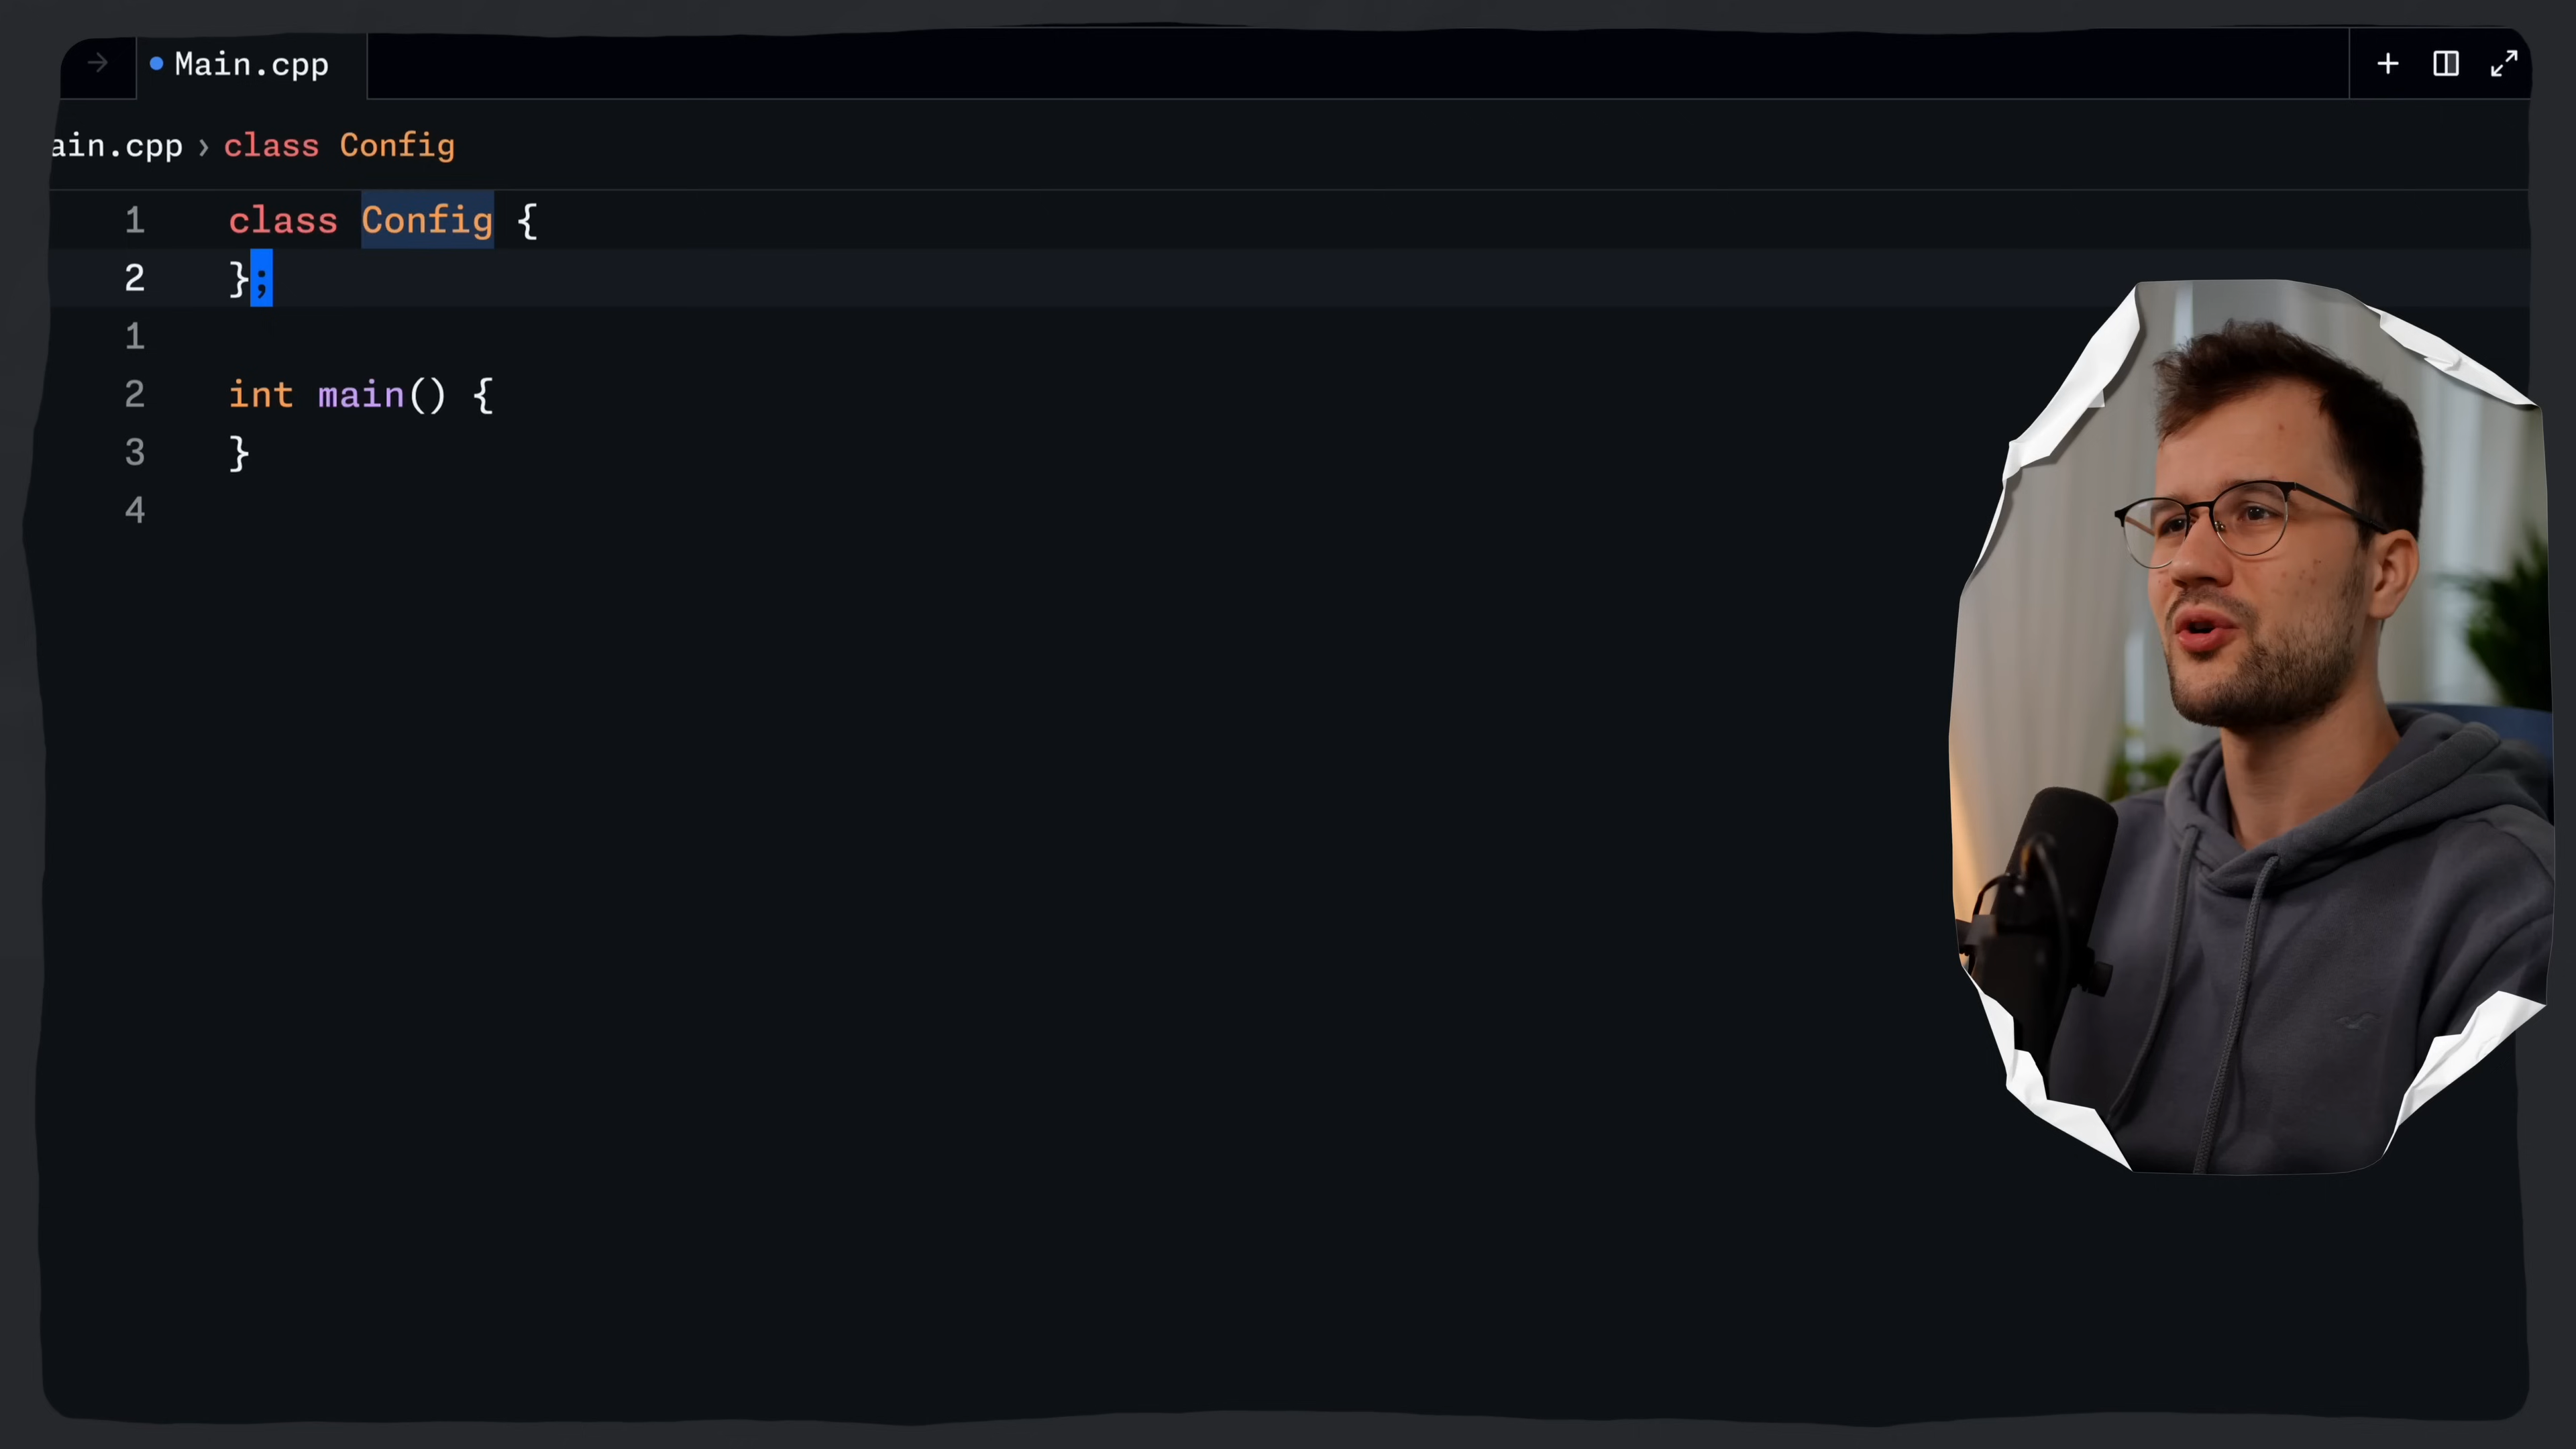 Main.cpp
ain.cpp › class Config
1 class Config {
2 };
1
2 int main() {
3 }
4